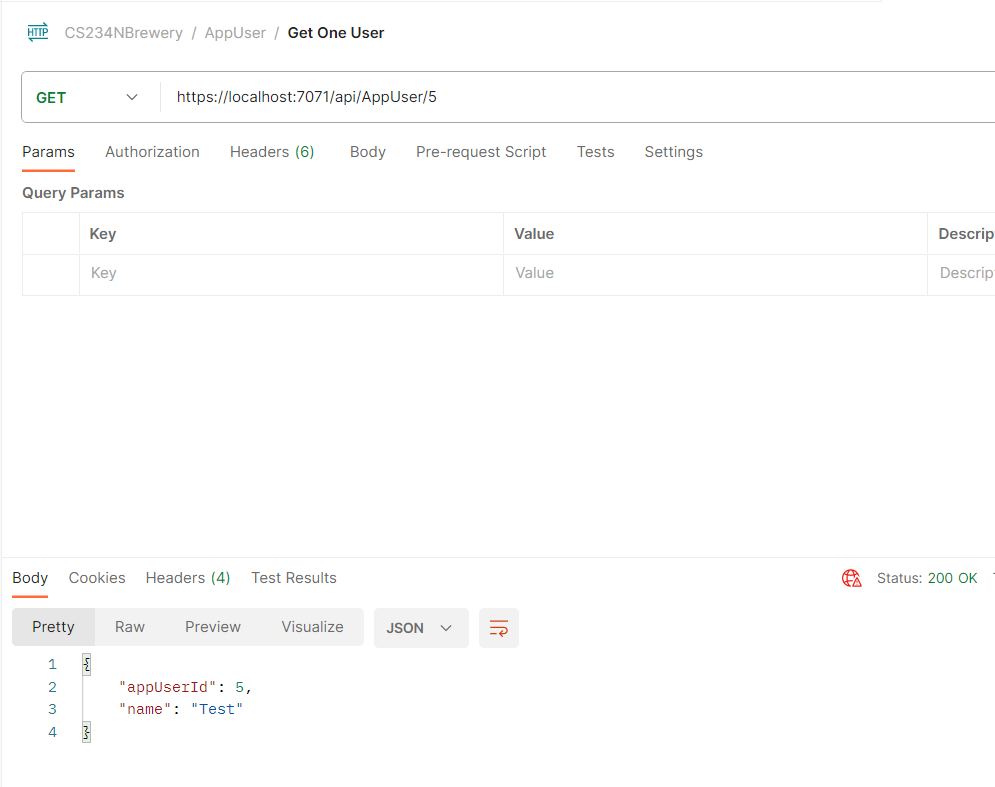 HTTP CS234NBrewery / AppUser / Get One User
GET https://localhost:7071/api/AppUser/5
Params Authorization Headers (6) Body Pre-request Script Tests Settings
Query Params
Key Value Descrip
Key Value Descrip
Body Cookies Headers (4) Test Results Status: 200 OK
Pretty Raw Preview Visualize JSON
1 {
2 "appUserId": 5,
3 "name": "Test"
4 }